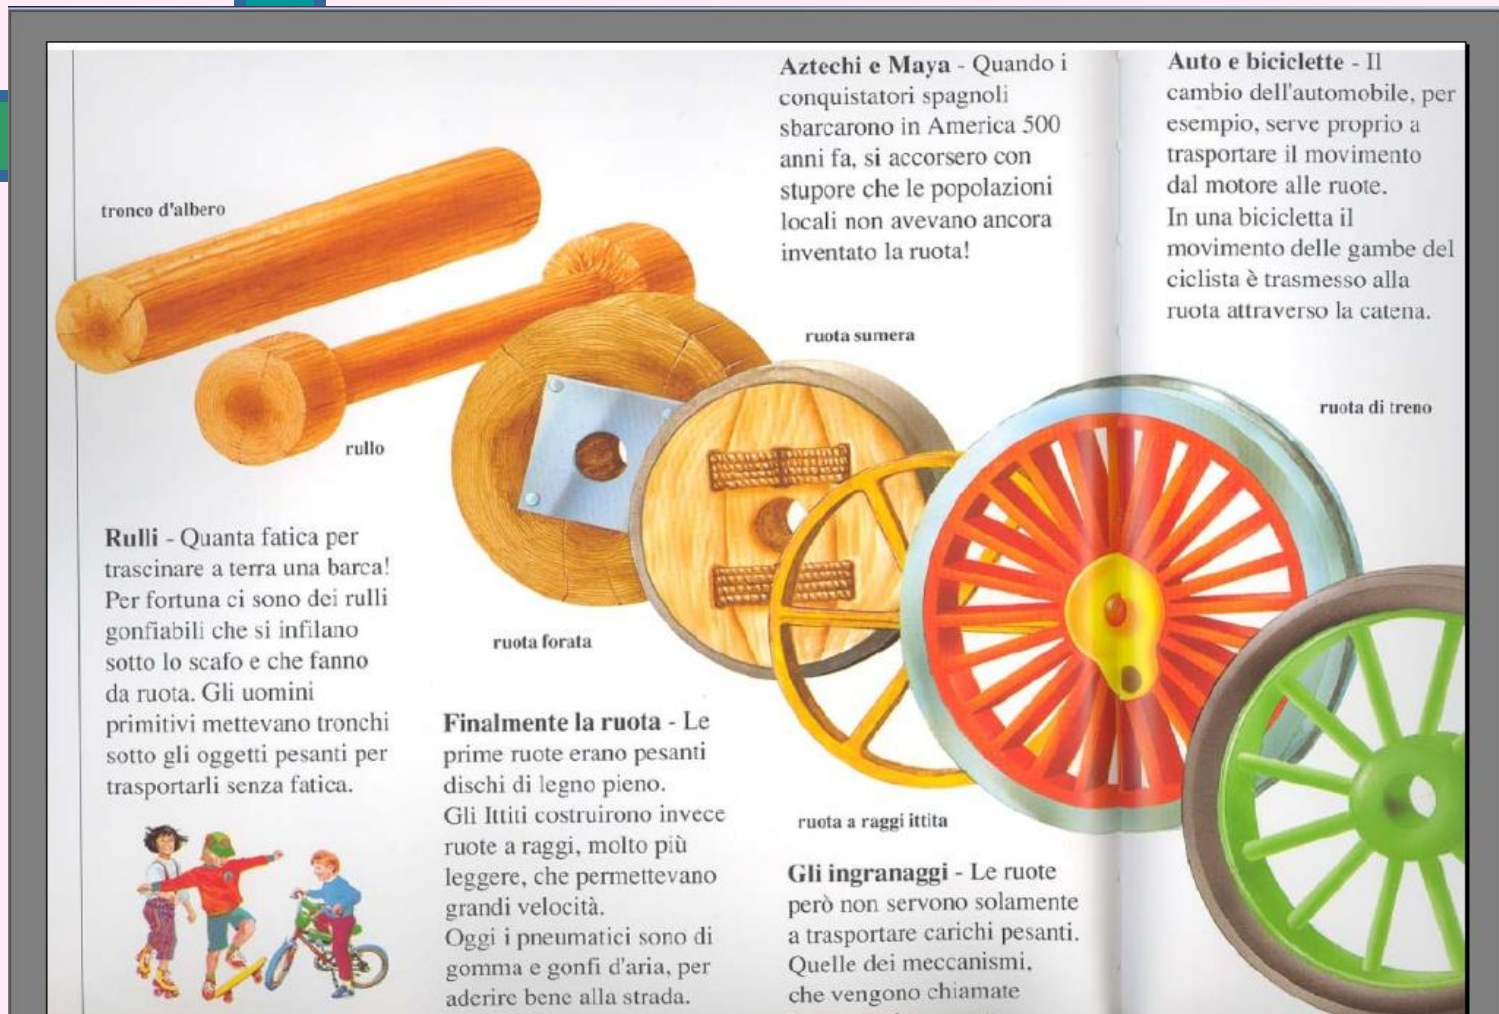 tronco d'albero
rullo
Rulli - Quanta fatica per
trascinare a terra una barca!
Per fortuna ci sono dei rulli
gonfiabili che si infilano
sotto lo scafo e che fanno
da ruota. Gli uomini
primitivi mettevano tronchi
sotto gli oggetti pesanti per
trasportarli senza fatica.
ruota forata
Finalmente la ruota - Le
prime ruote erano pesanti
dischi di legno pieno.
Gli Ittiti costruirono invece
ruote a raggi, molto più
leggere, che permettevano
grandi velocità.
Oggi i pneumatici sono di
gomma e gonfi d'aria, per
aderire bene alla strada.
Aztechi e Maya - Quando i
conquistatori spagnoli
sbarcarono in America 500
anni fa, si accorsero con
stupore che le popolazioni
locali non avevano ancora
inventato la ruota!
ruota sumera
ruota a raggi ittita
Gli ingranaggi - Le ruote
però non servono solamente
a trasportare carichi pesanti.
Quelle dei meccanismi,
che vengono chiamate
Auto e biciclette - Il
cambio dell'automobile, per
esempio, serve proprio a
trasportare il movimento
dal motore alle ruote.
In una bicicletta il
movimento delle gambe del
ciclista è trasmesso alla
ruota attraverso la catena.
ruota di treno